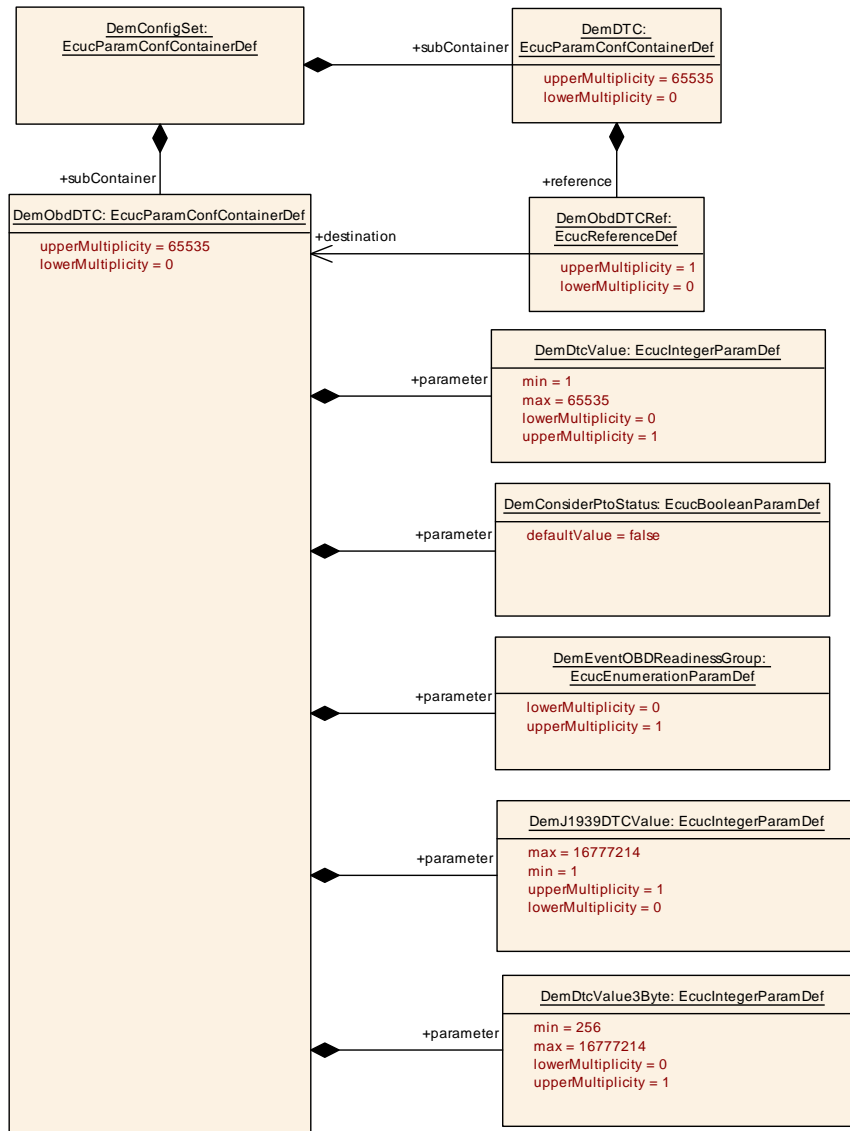 DemConfigSet:
EcucParamConfContainerDef
DemDTC:
EcucParamConfContainerDef
upperMultiplicity = 65535
lowerMultiplicity = 0
+subContainer
+subContainer
+reference
DemObdDTC: EcucParamConfContainerDef
upperMultiplicity = 65535
lowerMultiplicity = 0
DemObdDTCRef:
EcucReferenceDef
upperMultiplicity = 1
lowerMultiplicity = 0
+destination
DemDtcValue: EcucIntegerParamDef
min = 1
max = 65535
lowerMultiplicity = 0
upperMultiplicity = 1
+parameter
DemConsiderPtoStatus: EcucBooleanParamDef
defaultValue = false
+parameter
DemEventOBDReadinessGroup:
EcucEnumerationParamDef
lowerMultiplicity = 0
upperMultiplicity = 1
+parameter
DemJ1939DTCValue: EcucIntegerParamDef
max = 16777214
min = 1
upperMultiplicity = 1
lowerMultiplicity = 0
+parameter
DemDtcValue3Byte: EcucIntegerParamDef
min = 256
max = 16777214
lowerMultiplicity = 0
upperMultiplicity = 1
+parameter